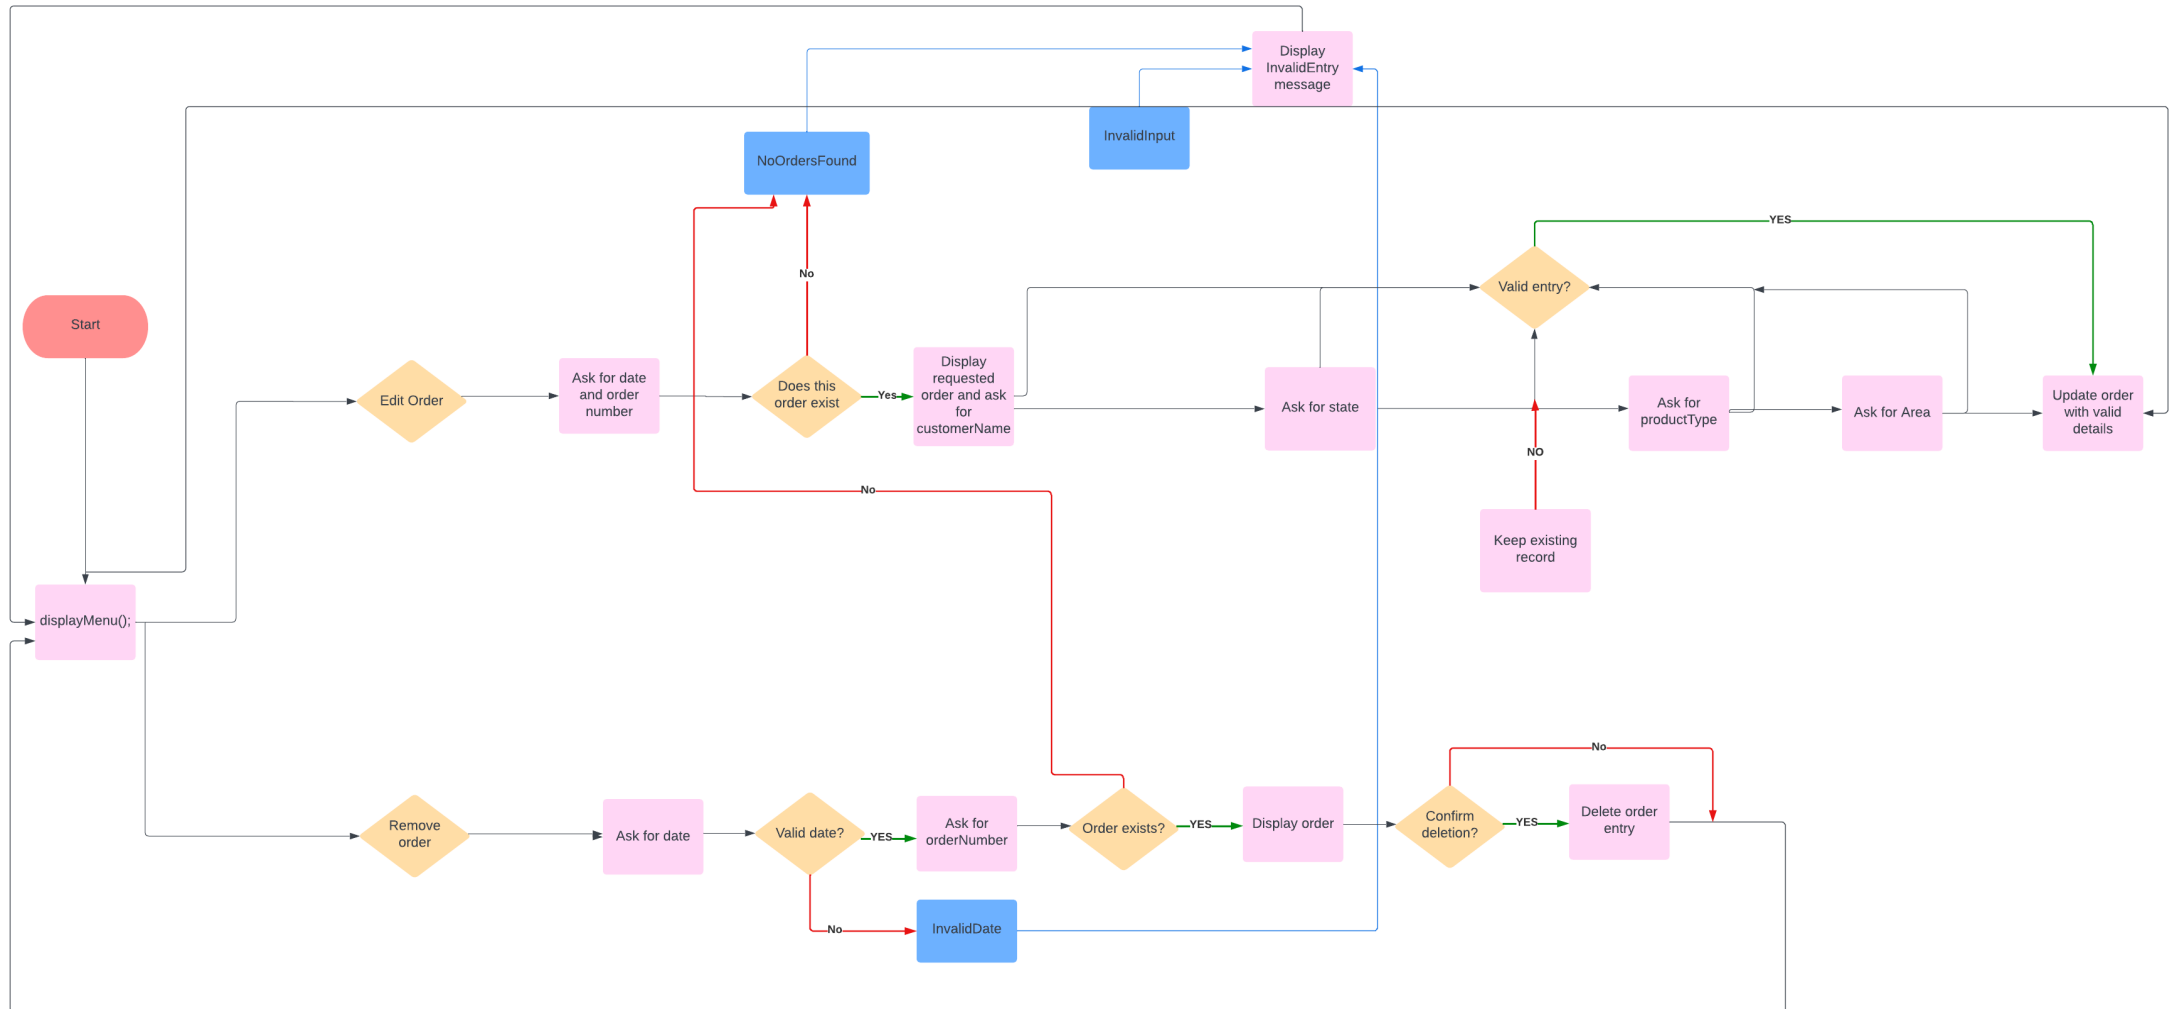 Display
InvalidEntry
message
InvalidInput
NoOrdersFound
YES
No
Valid entry?
Start
Edit Order
Ask for date
and order
number
Does this
order exist
Yes
Display
requested
order and ask
for
customerName
Ask for state
Ask for
productType
Ask for Area
Update order
with valid
details
NO
No
Keep existing
record
displayMenu();
No
Remove
order
Ask for date
Valid date?
YES
Ask for
orderNumber
Order exists?
YES
Display order
Confirm
deletion?
YES
Delete order
entry
No
InvalidDate